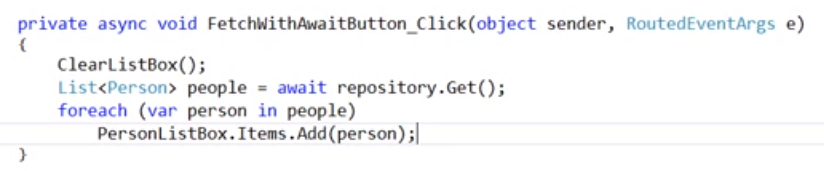 private async void FetchWithAwaitButton_Click(object sender, RoutedEventArgs e)
{
    ClearListBox();
    List<Person> people = await repository.Get();
    foreach (var person in people)
        PersonListBox.Items.Add(person);
}